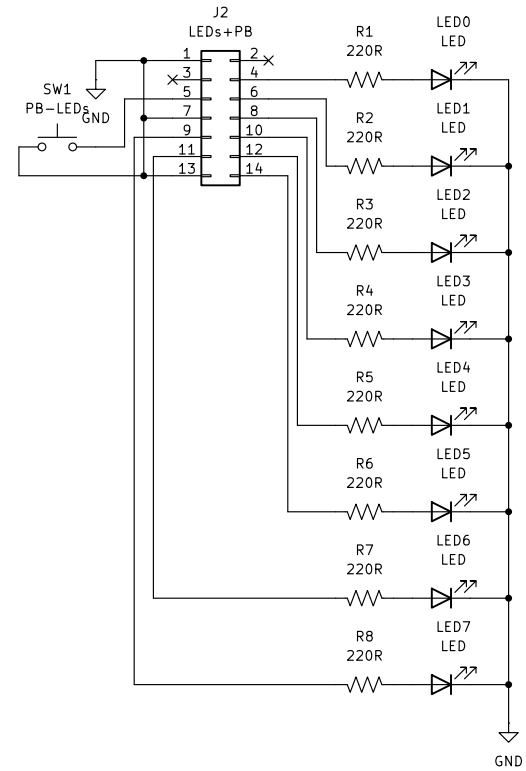 J2
LEDs+PB
1
2
3
4
5
6
7
8
9
10
11
12
13
14
SW1
PB-LEDs
GND
R1
220R
LED0
LED
R2
220R
LED1
LED
R3
220R
LED2
LED
R4
220R
LED3
LED
R5
220R
LED4
LED
R6
220R
LED5
LED
R7
220R
LED6
LED
R8
220R
LED7
LED
GND